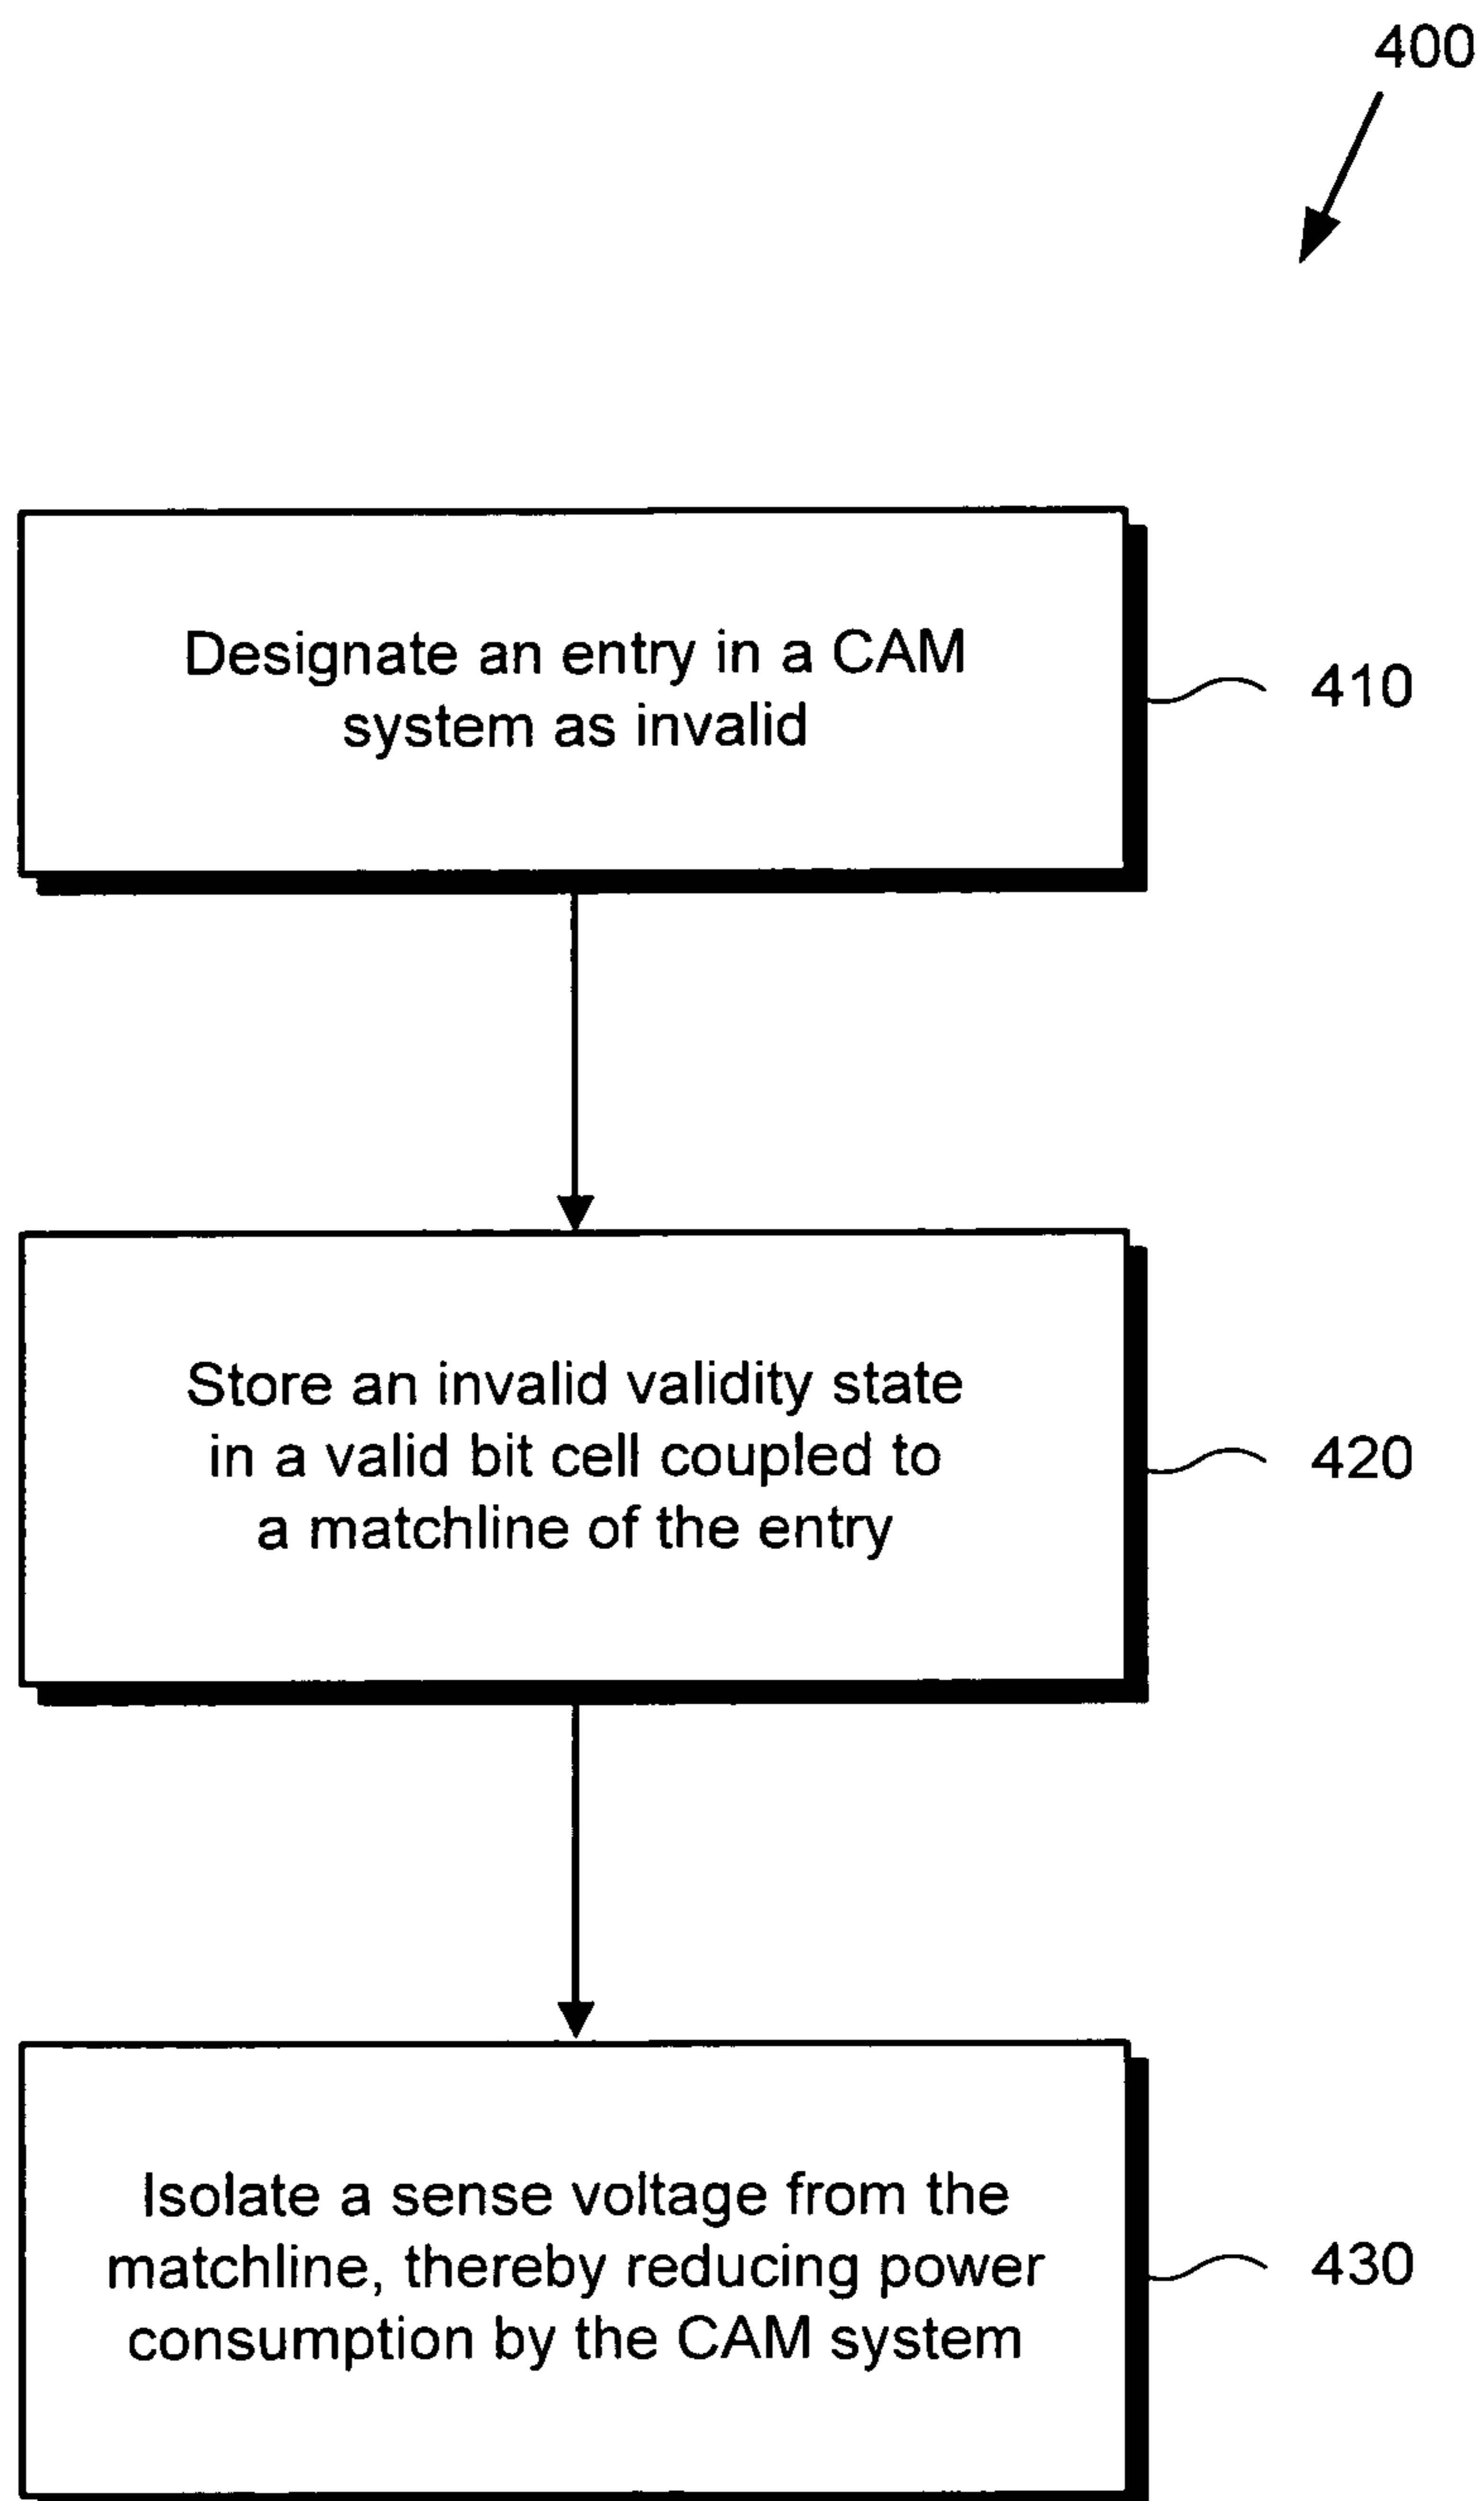 400
Designate an entry in a CAM
system as invalid
410
Store an invalid validity state
in a valid bit cell coupled to
a matchline of the entry
420
Isolate a sense voltage from the
matchline, thereby reducing power
consumption by the CAM system
430